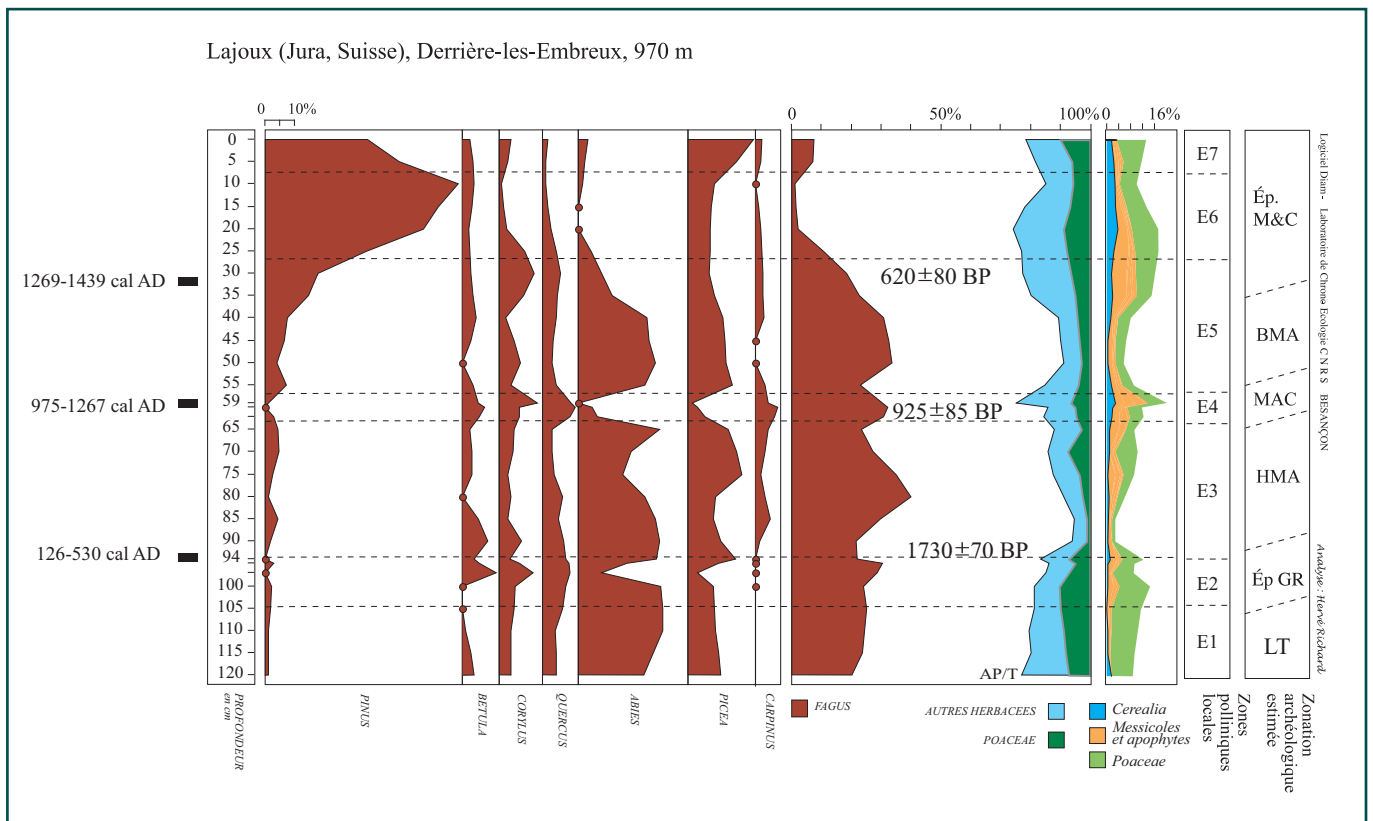 Lajoux (Jura, Suisse), Derrière-les-Embreux, 970 m
0 10%
0 50% 100%
0 16%
0
5
10
15
20
25
30
35
40
45
50
55
59
65
70
75
80
85
90
94
100
105
110
115
120
1269-1439 cal AD
975-1267 cal AD
126-530 cal AD
620±80 BP
925±85 BP
1730±70 BP
AP/T
E7
E6
E5
E4
E3
E2
E1
Ép.
M&C
BMA
MAC
HMA
Ép GR
LT
Logiciel Diam- Laboratoire de Chrono Ecologie C N R S BESANÇON
Analyse : Hervé Richard
PROFONDEUR
en cm
PINUS
BETULA
CORYLUS
QUERCUS
ABIES
PICEA
CARPINUS
FAGUS
AUTRES HERBACEES
POACEAE
Cerealia
Messicoles
et apophytes
Poaceae
Zones
polliniques
locales
Zonation
archéologique
estimée